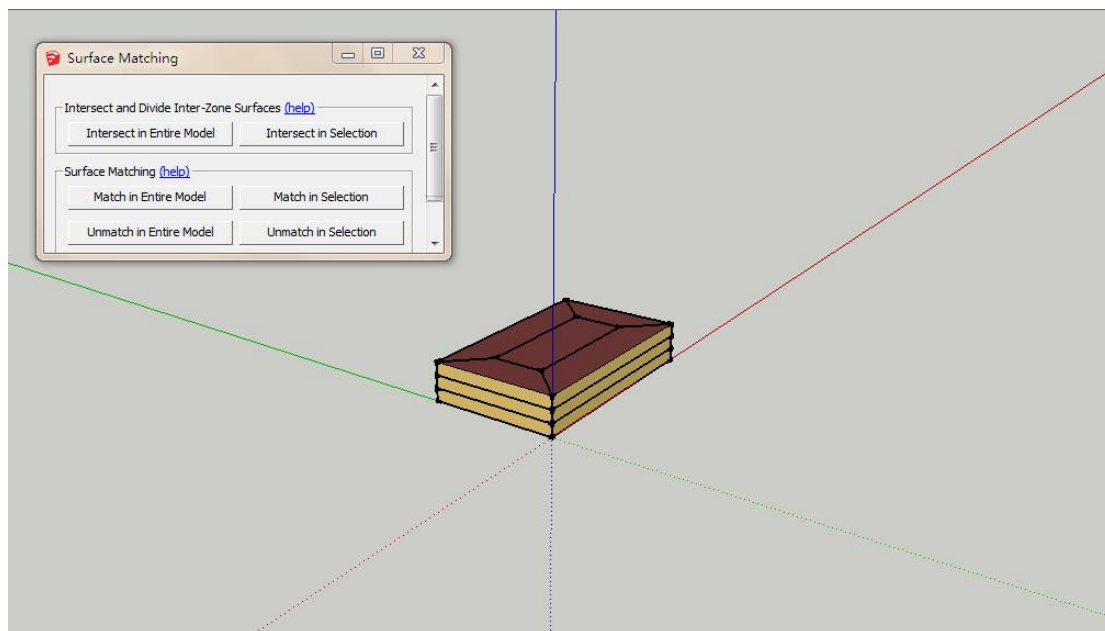 Surface Matching
Intersect and Divide Inter-Zone Surfaces (help)
Intersect in Entire Model Intersect in Selection
Surface Matching (help)
Match in Entire Model Match in Selection
Unmatch in Entire Model Unmatch in Selection